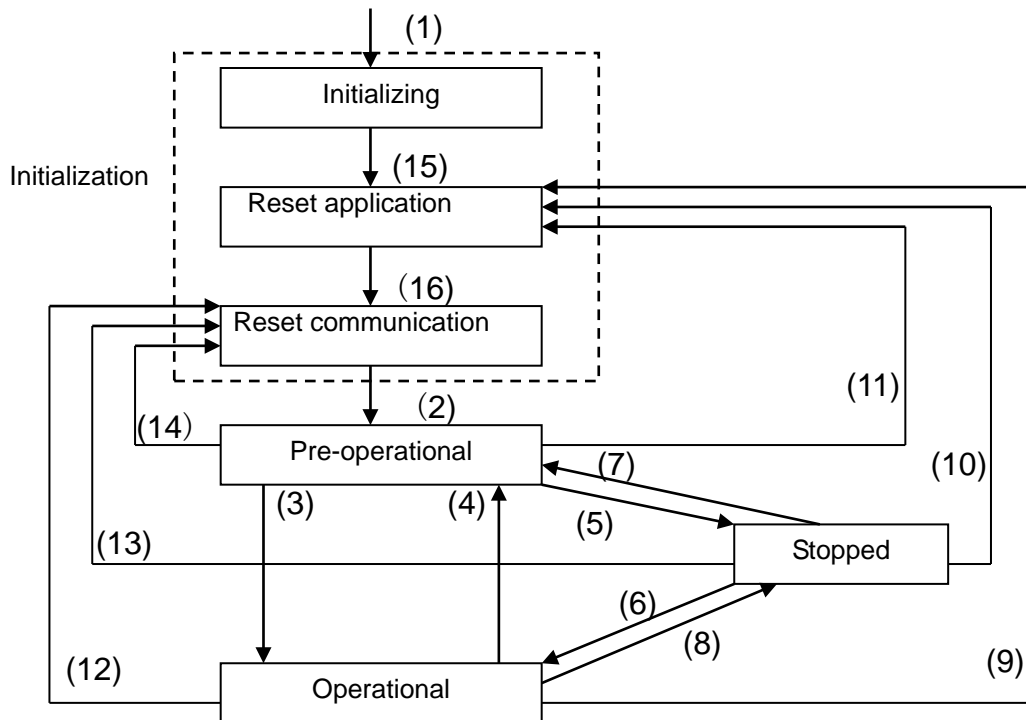 (1)
Initializing
Initialization
(15)
Reset application
(16)
Reset communication
(2)
(11)
(14)
Pre-operational
(7)
(10)
(3)
(4)
(5)
(13)
Stopped
(6)
(8)
(12)
Operational
(9)